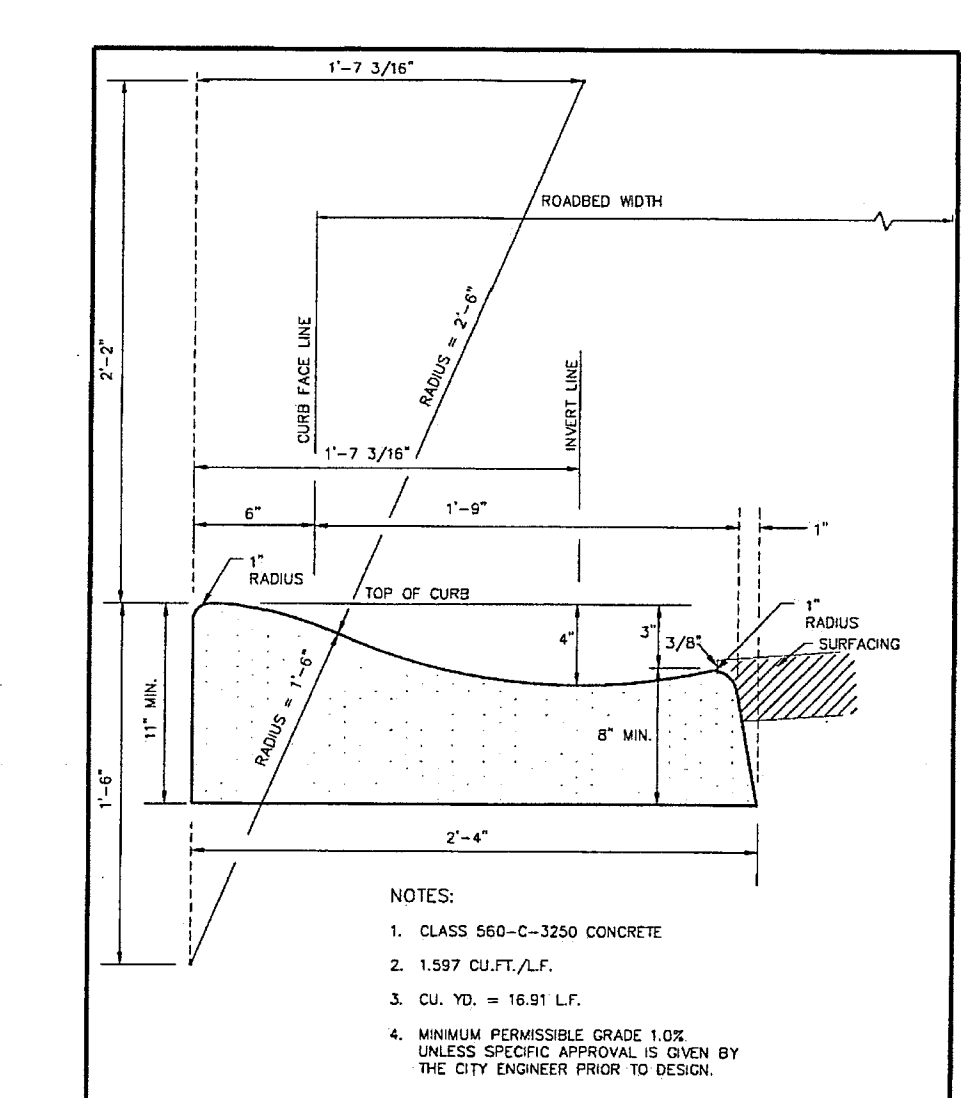 1'-7 3/16"
ROADBED WIDTH
2'-2"
CURB FACE LINE
RADIUS = 2'-6"
INVERT LINE
1'-7 3/16"
6"
1'-9"
1"
1"
RADIUS
TOP OF CURB
4"
3"
3/8"
1"
RADIUS
SURFACING
11" MIN.
RADIUS = 1'-6"
8" MIN.
1'-6"
2'-4"
NOTES:
1. CLASS 560-C-3250 CONCRETE
2. 1.597 CU.FT./L.F.
3. CU. YD. = 16.91 L.F.
4. MINIMUM PERMISSIBLE GRADE 1.0%
UNLESS SPECIFIC APPROVAL IS GIVEN BY
THE CITY ENGINEER PRIOR TO DESIGN.